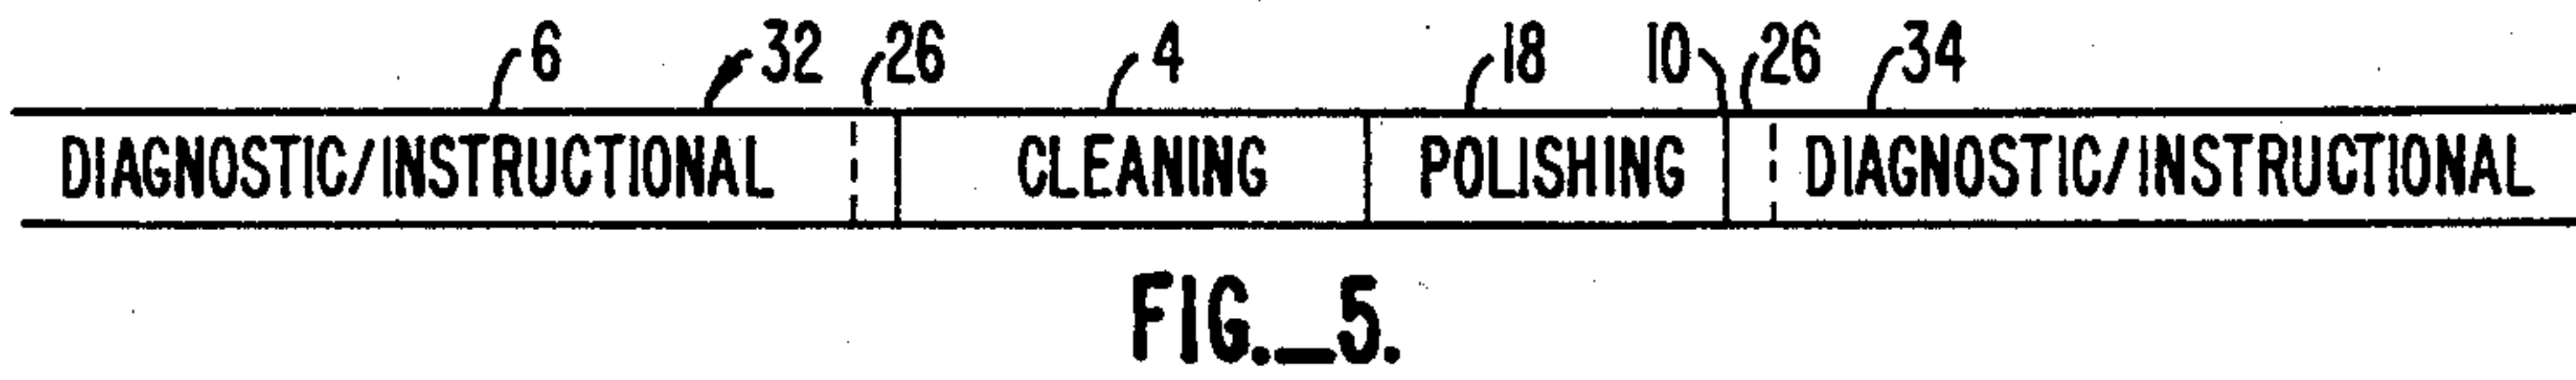 6 32 26 4 18 10 26 34
DIAGNOSTIC/INSTRUCTIONAL CLEANING POLISHING DIAGNOSTIC/INSTRUCTIONAL
FIG._5.